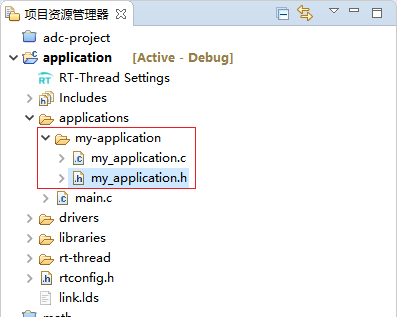 项目资源管理器
adc-project
application [Active - Debug]
RT RT-Thread Settings
Includes
applications
my-application
.c my_application.c
.h my_application.h
.c main.c
drivers
libraries
rt-thread
.h rtconfig.h
link.lds